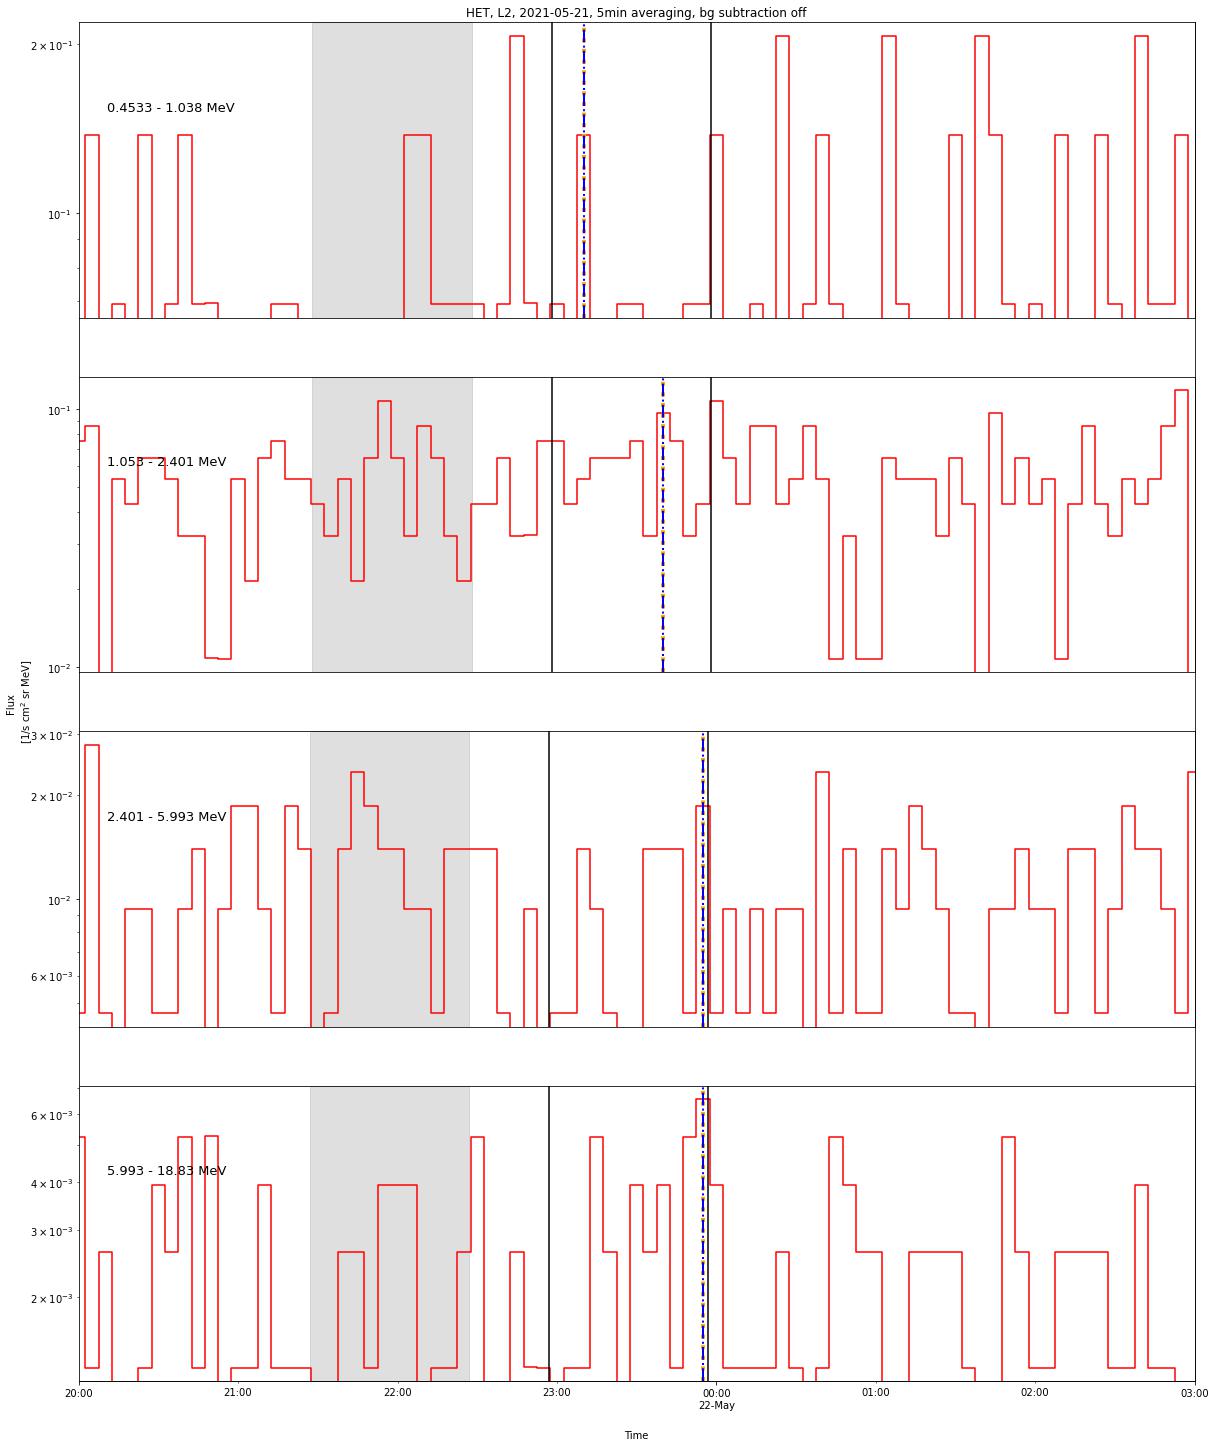 HET, L2, 2021-05-21, 5min averaging, bg subtraction off
2 × 10⁻¹
0.4533 - 1.038 MeV
10⁻¹
10⁻¹
1.053 - 2.401 MeV
10⁻²
Flux
[1/s cm² sr MeV]
3 × 10⁻²
2 × 10⁻²
2.401 - 5.993 MeV
10⁻²
6 × 10⁻³
6 × 10⁻³
5.993 - 18.83 MeV
4 × 10⁻³
3 × 10⁻³
2 × 10⁻³
20:00 21:00 22:00 23:00 00:00 01:00 02:00 03:00
22-May
Time